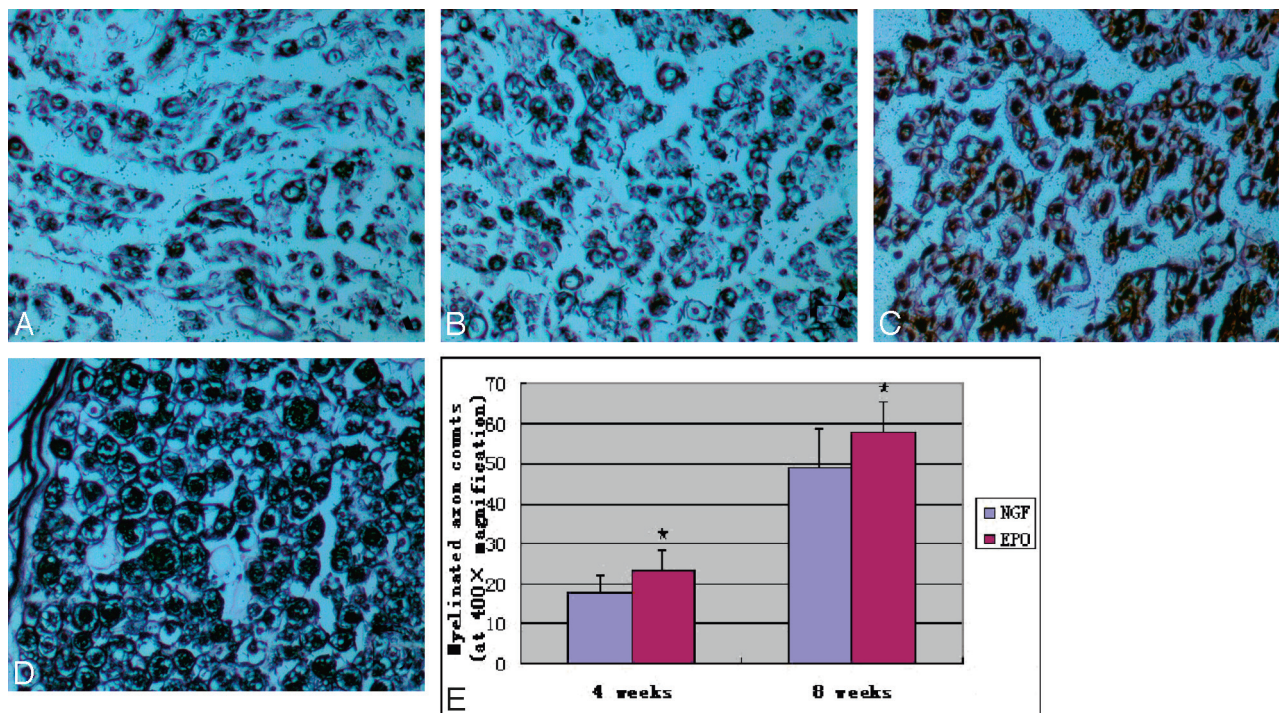 A
B
C
D
E
Myelinated axon counts
(at 400× magnification)
70
60
50
40
30
20
10
0
*
*
4 weeks
8 weeks
NGF
EPO